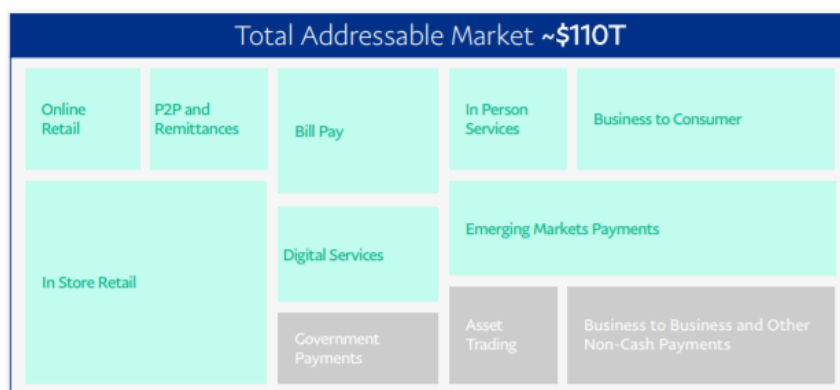 Total Addressable Market ~$110T
Online
Retail
P2P and
Remittances
Bill Pay
In Person
Services
Business to Consumer
In Store Retail
Digital Services
Emerging Markets Payments
Government
Payments
Asset
Trading
Business to Business and Other
Non-Cash Payments